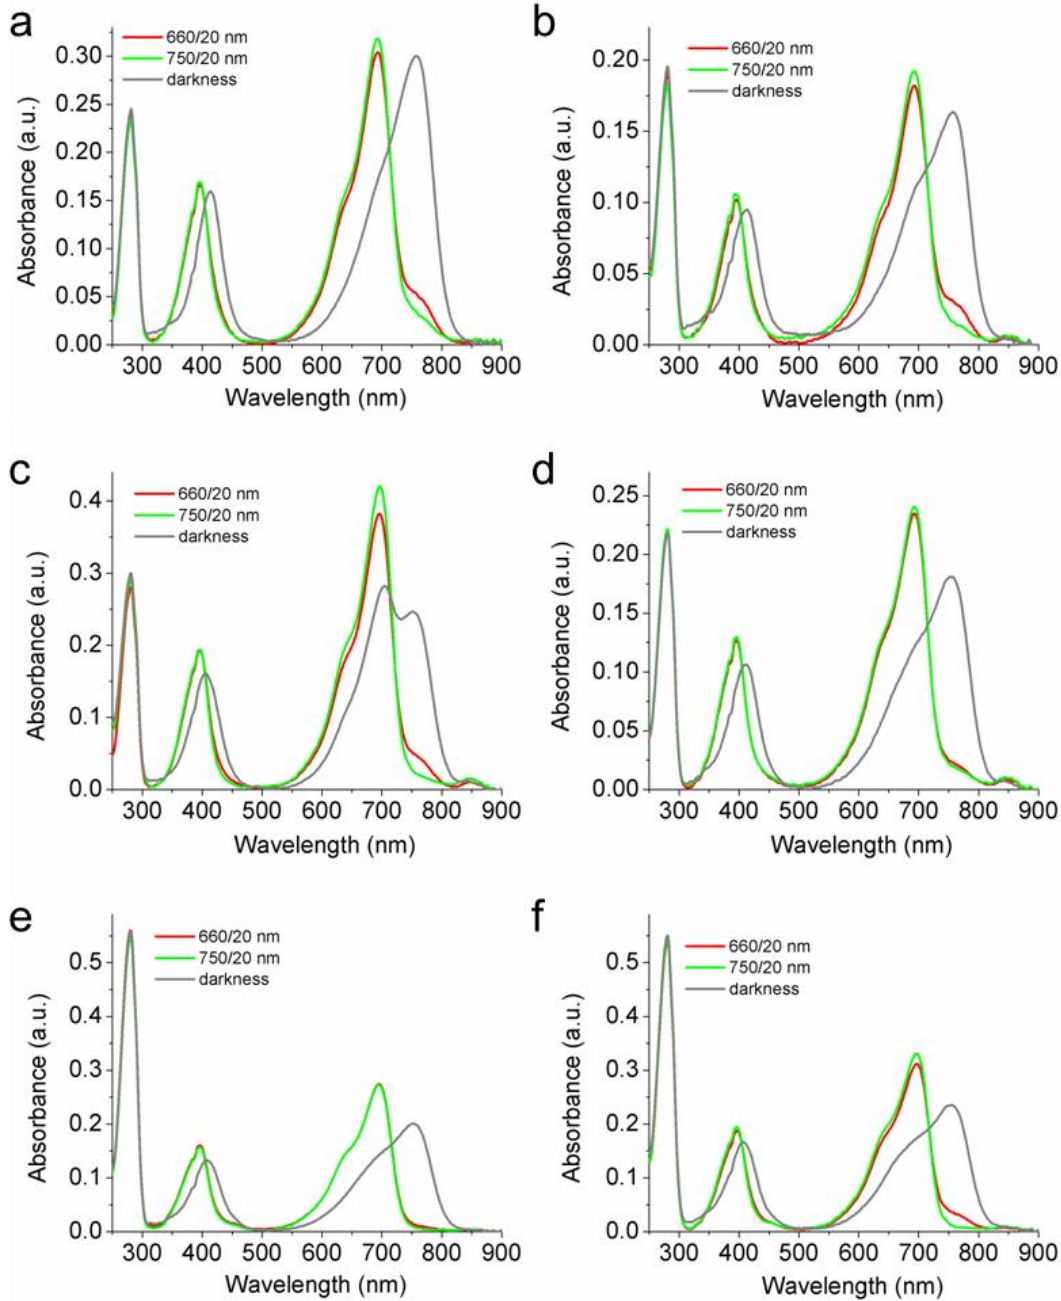 a
660/20 nm
750/20 nm
darkness
Absorbance (a.u.)
0.30
0.25
0.20
0.15
0.10
0.05
0.00
300 400 500 600 700 800 900
Wavelength (nm)
b
660/20 nm
750/20 nm
darkness
Absorbance (a.u.)
0.20
0.15
0.10
0.05
0.00
300 400 500 600 700 800 900
Wavelength (nm)
c
660/20 nm
750/20 nm
darkness
Absorbance (a.u.)
0.4
0.3
0.2
0.1
0.0
300 400 500 600 700 800 900
Wavelength (nm)
d
660/20 nm
750/20 nm
darkness
Absorbance (a.u.)
0.25
0.20
0.15
0.10
0.05
0.00
300 400 500 600 700 800 900
Wavelength (nm)
e
660/20 nm
750/20 nm
darkness
Absorbance (a.u.)
0.5
0.4
0.3
0.2
0.1
0.0
300 400 500 600 700 800 900
Wavelength (nm)
f
660/20 nm
750/20 nm
darkness
Absorbance (a.u.)
0.5
0.4
0.3
0.2
0.1
0.0
300 400 500 600 700 800 900
Wavelength (nm)